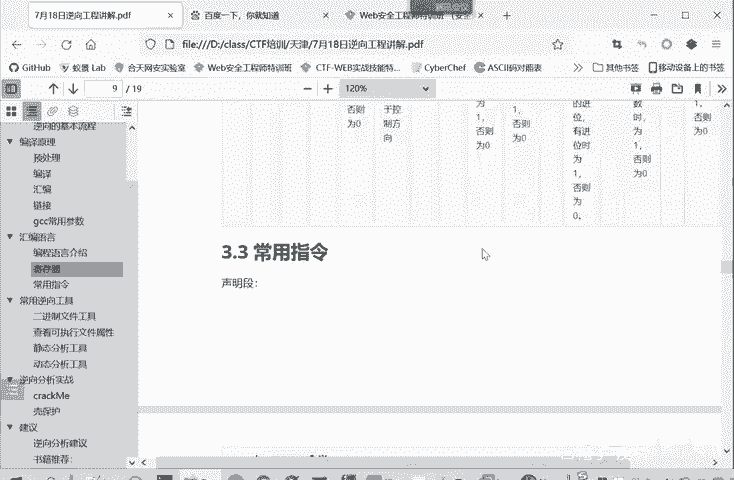 7月18日逆向工程讲解.pdf
百度一下，你就知道
Web安全工程师特训班
file:///D:/class/CTF培训/天津/7月18日逆向工程讲解.pdf
GitHub
蚁景 Lab
合天网安实验室
Web安全工程师特训班
CTF-WEB实战技能特...
CyberChef
ASCII码对照表
其他书签
移动设备上的书签
9 / 19
120%
逆向的基本流程
编译原理
预处理
编译
汇编
链接
gcc常用参数
汇编语言
编程语言介绍
寄存器
常用指令
常用逆向工具
二进制文件工具
查看可执行文件属性
静态分析工具
动态分析工具
逆向分析实战
crackMe
壳保护
建议
逆向分析建议
书籍推荐：
否则
为0
于控
制方
向
为
1，
否则
为0
1，
否则
为0
的进
位，
有进
位时
为
1，
否则
为
0。
数
时，
为
1，
否则
为0
1，
否则
为0
3.3 常用指令
声明段：